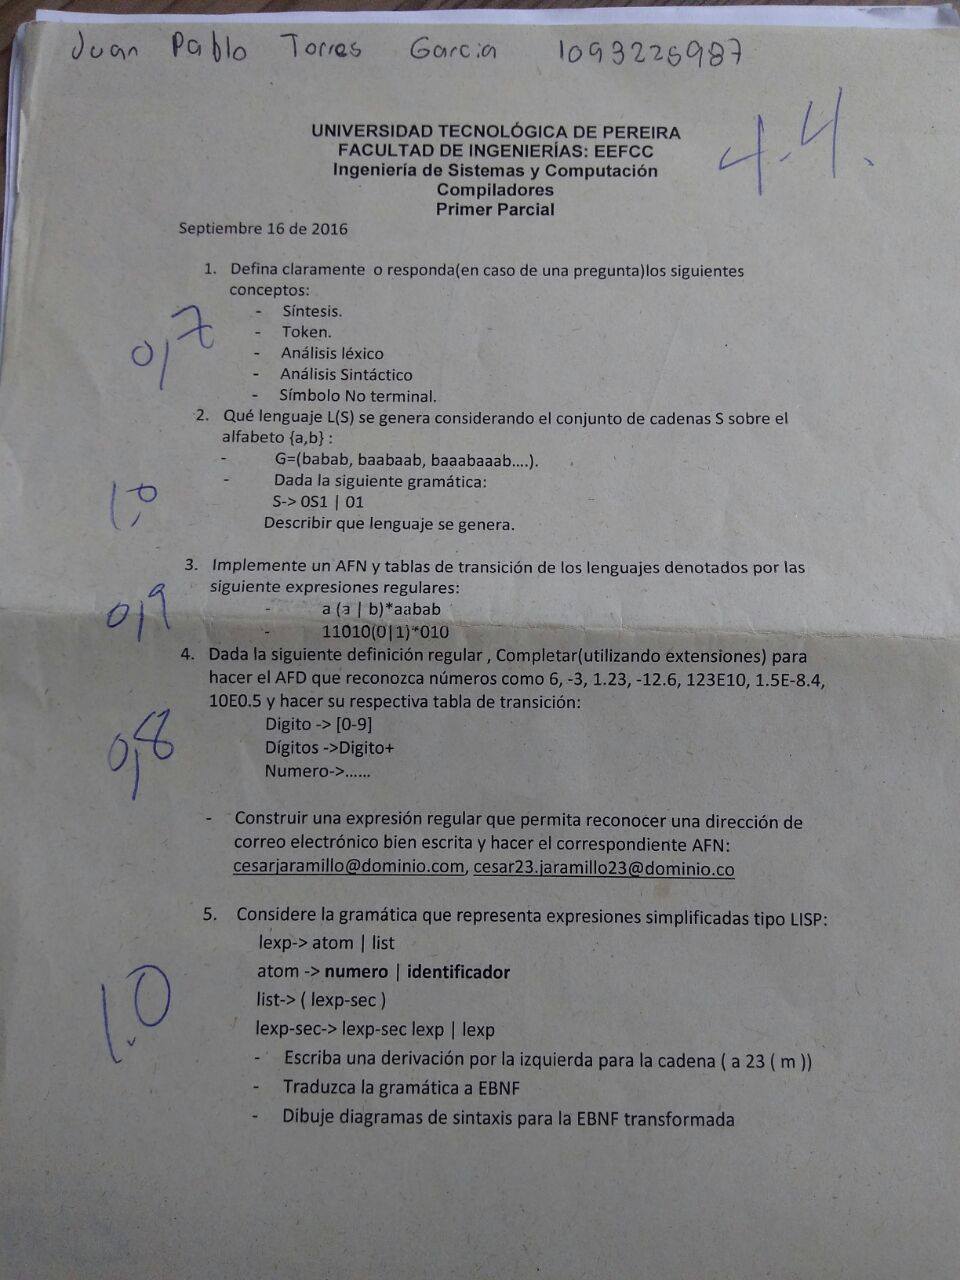 Juan Pablo Torres Garcia 1093226987
4.4.
UNIVERSIDAD TECNOLÓGICA DE PEREIRA
FACULTAD DE INGENIERÍAS: EEFCC
Ingeniería de Sistemas y Computación
Compiladores
Primer Parcial
Septiembre 16 de 2016
1. Defina claramente o responda(en caso de una pregunta)los siguientes
conceptos:
- Síntesis.
- Token.
0,7
- Análisis léxico
- Análisis Sintáctico
- Símbolo No terminal.
2. Qué lenguaje L(S) se genera considerando el conjunto de cadenas S sobre el
alfabeto {a,b} :
- G=(babab, baabaab, baaabaaab....).
- Dada la siguiente gramática:
1,0
S-> 0S1 | 01
Describir que lenguaje se genera.
3. Implemente un AFN y tablas de transición de los lenguajes denotados por las
siguiente expresiones regulares:
0,9
- a (a | b)*aabab
- 11010(0|1)*010
4. Dada la siguiente definición regular , Completar(utilizando extensiones) para
hacer el AFD que reconozca números como 6, -3, 1.23, -12.6, 123E10, 1.5E-8.4,
10E0.5 y hacer su respectiva tabla de transición:
Digito -> [0-9]
0,8
Dígitos ->Digito+
Numero->......
- Construir una expresión regular que permita reconocer una dirección de
correo electrónico bien escrita y hacer el correspondiente AFN:
cesarjaramillo@dominio.com, cesar23.jaramillo23@dominio.co
5. Considere la gramática que representa expresiones simplificadas tipo LISP:
lexp-> atom | list
atom -> numero | identificador
1.0
list-> ( lexp-sec )
lexp-sec-> lexp-sec lexp | lexp
- Escriba una derivación por la izquierda para la cadena ( a 23 ( m ))
- Traduzca la gramática a EBNF
- Dibuje diagramas de sintaxis para la EBNF transformada